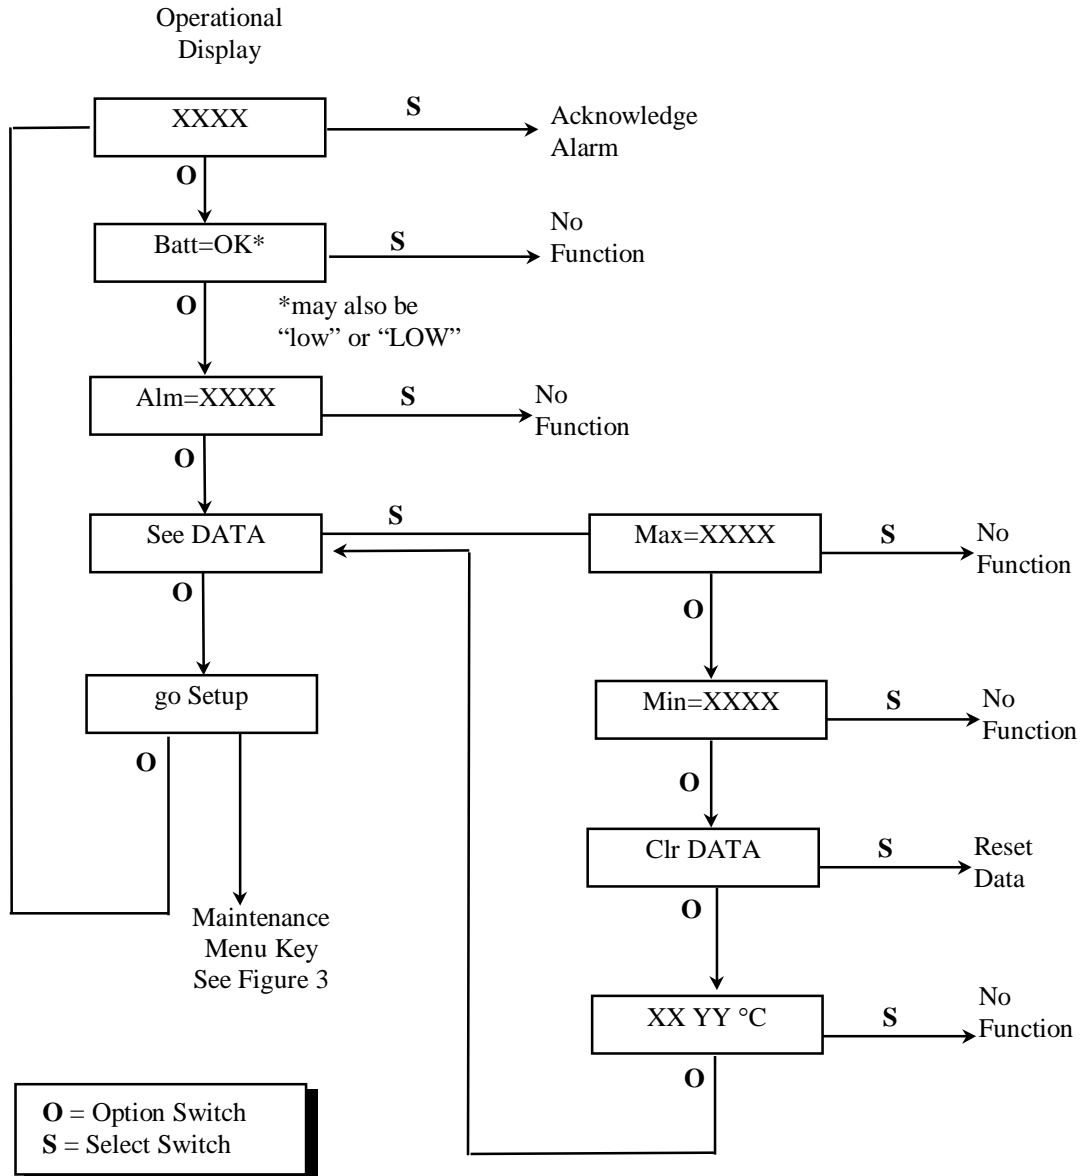 Operational
Display
XXXX
S
Acknowledge
Alarm
O
Batt=OK*
S
No
Function
O
*may also be
“low” or “LOW”
Alm=XXXX
S
No
Function
O
See DATA
S
Max=XXXX
S
No
Function
O
O
go Setup
Min=XXXX
S
No
Function
O
O
Clr DATA
S
Reset
Data
O
Maintenance
Menu Key
See Figure 3
XX YY °C
S
No
Function
O
O = Option Switch
S = Select Switch